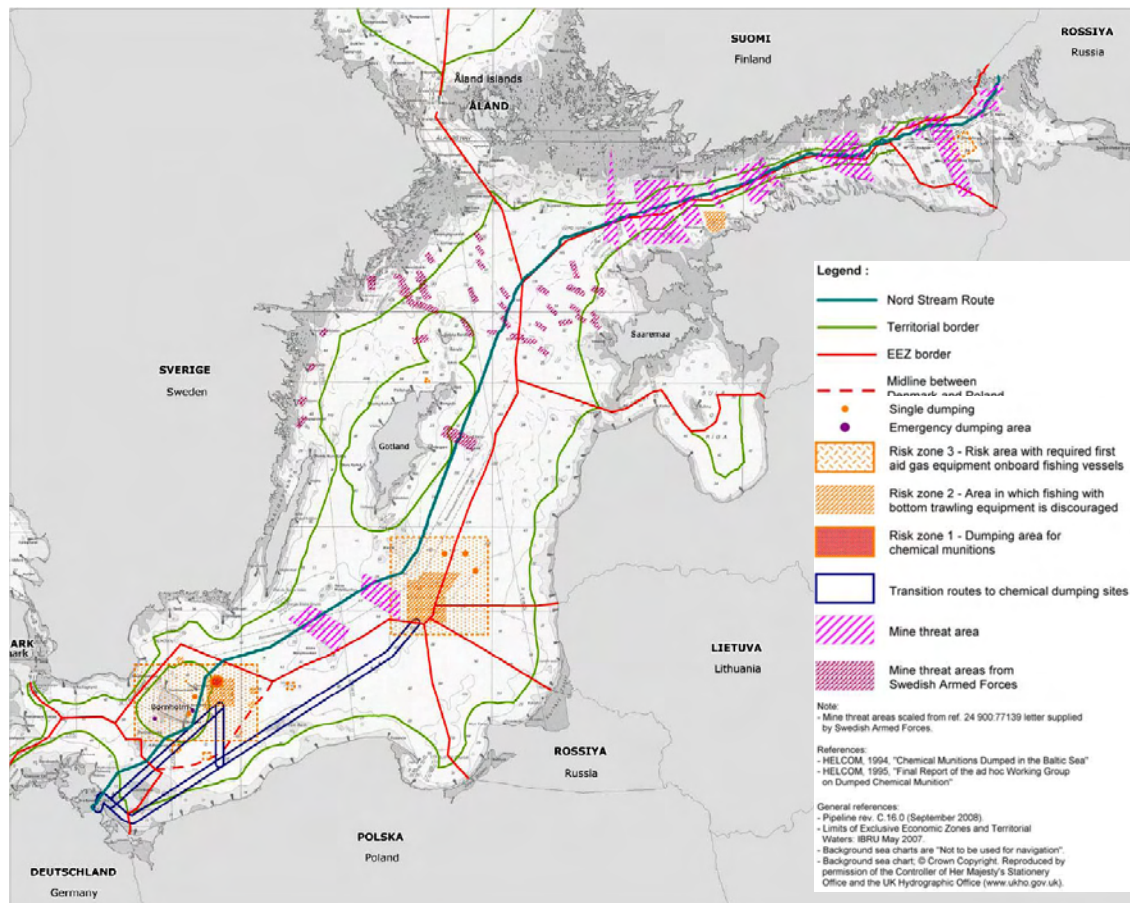 SUOMI
Finland
ROSSIYA
Russia
Åland Islands
ÅLAND
SVERIGE
Sweden
Saaremaa
Gotland
ARK
ark
Bornholm
LIETUVA
Lithuania
ROSSIYA
Russia
POLSKA
Poland
DEUTSCHLAND
Germany
Legend :
Nord Stream Route
Territorial border
EEZ border
Midline between
Denmark and Poland
Single dumping
Emergency dumping area
Risk zone 3 - Risk area with required first
aid gas equipment onboard fishing vessels
Risk zone 2 - Area in which fishing with
bottom trawling equipment is discouraged
Risk zone 1 - Dumping area for
chemical munitions
Transition routes to chemical dumping sites
Mine threat area
Mine threat areas from
Swedish Armed Forces
Note:
- Mine threat areas scaled from ref. 24 900:77139 letter supplied
by Swedish Armed Forces.
References:
- HELCOM, 1994, "Chemical Munitions Dumped in the Baltic Sea"
- HELCOM, 1995, "Final Report of the ad hoc Working Group
on Dumped Chemical Munition"
General references:
- Pipeline rev. C.16.0 (September 2008).
- Limits of Exclusive Economic Zones and Territorial
Waters: IBRU May 2007.
- Background sea charts are "Not to be used for navigation".
- Background sea chart; © Crown Copyright. Reproduced by
permission of the Controller of Her Majesty's Stationery
Office and the UK Hydrographic Office (www.ukho.gov.uk).